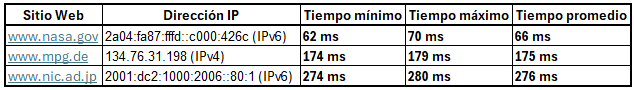 Sitio Web Dirección IP Tiempo mínimo Tiempo máximo Tiempo promedio
www.nasa.gov 2a04:fa87:fffd::c000:426c (IPv6) 62 ms 70 ms 66 ms
www.mpg.de 134.76.31.198 (IPv4) 174 ms 179 ms 175 ms
www.nic.ad.jp 2001:dc2:1000:2006::80:1 (IPv6) 274 ms 280 ms 276 ms